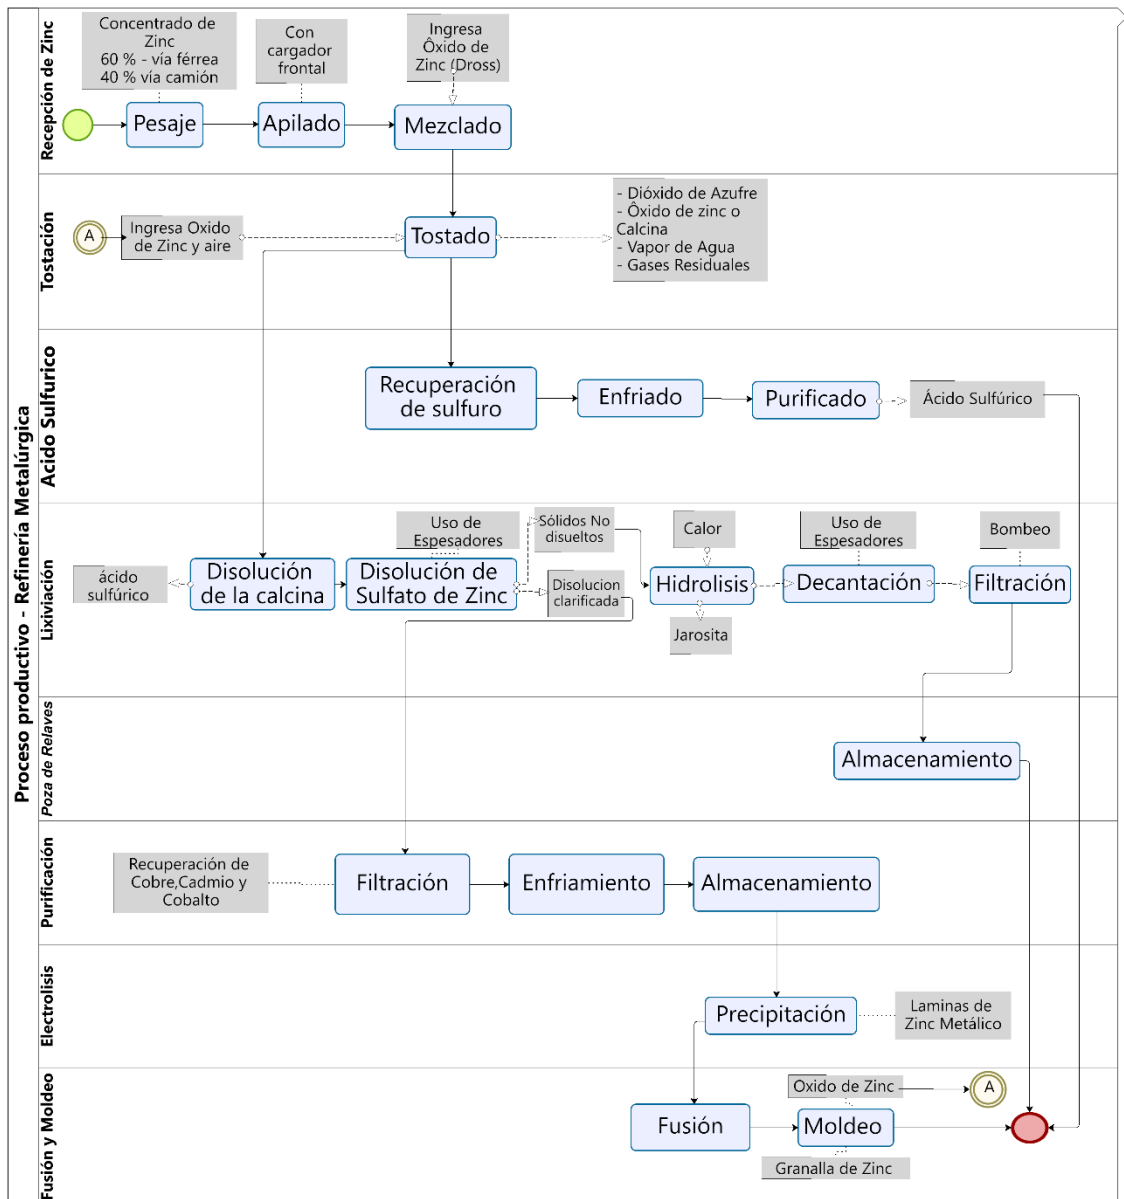 Proceso productivo - Refinería Metalúrgica
Recepción de Zinc
Concentrado de
Zinc
60 % - vía férrea
40 % vía camión
Con
cargador
frontal
Ingresa
Ôxido de
Zinc (Dross)
Pesaje
Apilado
Mezclado
Tostación
A
Ingresa Oxido
de Zinc y aire
Tostado
- Dióxido de Azufre
- Ôxido de zinc o
Calcina
- Vapor de Agua
- Gases Residuales
Acido Sulfurico
Recuperación
de sulfuro
Enfriado
Purificado
Ácido Sulfúrico
Lixiviación
ácido
sulfúrico
Disolución
de la calcina
Uso de
Espesadores
Disolución de
Sulfato de Zinc
Sólidos No
disueltos
Disolucion
clarificada
Calor
Hidrolisis
Jarosita
Uso de
Espesadores
Decantación
Bombeo
Filtración
Poza de Relaves
Almacenamiento
Purificación
Recuperación de
Cobre,Cadmio y
Cobalto
Filtración
Enfriamiento
Almacenamiento
Electrolisis
Precipitación
Laminas de
Zinc Metálico
Fusión y Moldeo
Fusión
Oxido de Zinc
A
Moldeo
Granalla de Zinc